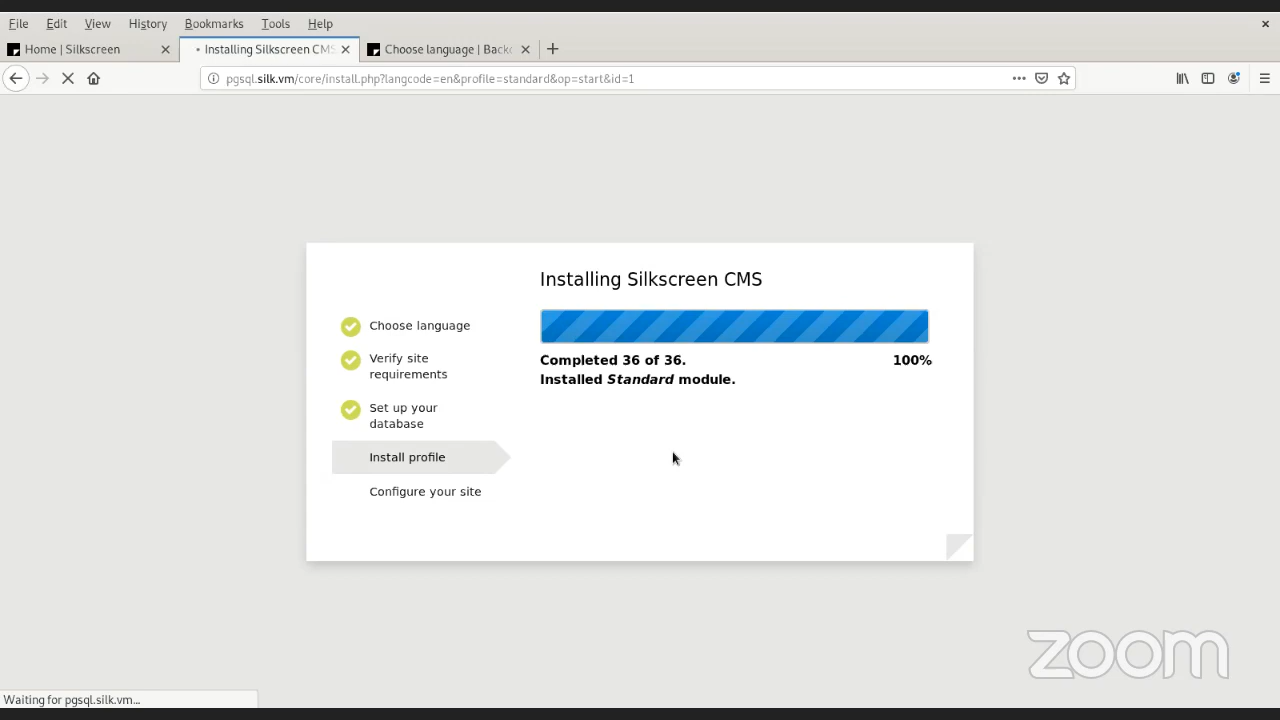 File Edit View History Bookmarks Tools Help
Home | Silkscreen
Installing Silkscreen CMS
Choose language | Back
pgsql.silk.vm/core/install.php?langcode=en&profile=standard&op=start&id=1
Installing Silkscreen CMS
Choose language
Verify site
requirements
Set up your
database
Install profile
Configure your site
Completed 36 of 36. 100%
Installed Standard module.
zoom
Waiting for pgsql.silk.vm...